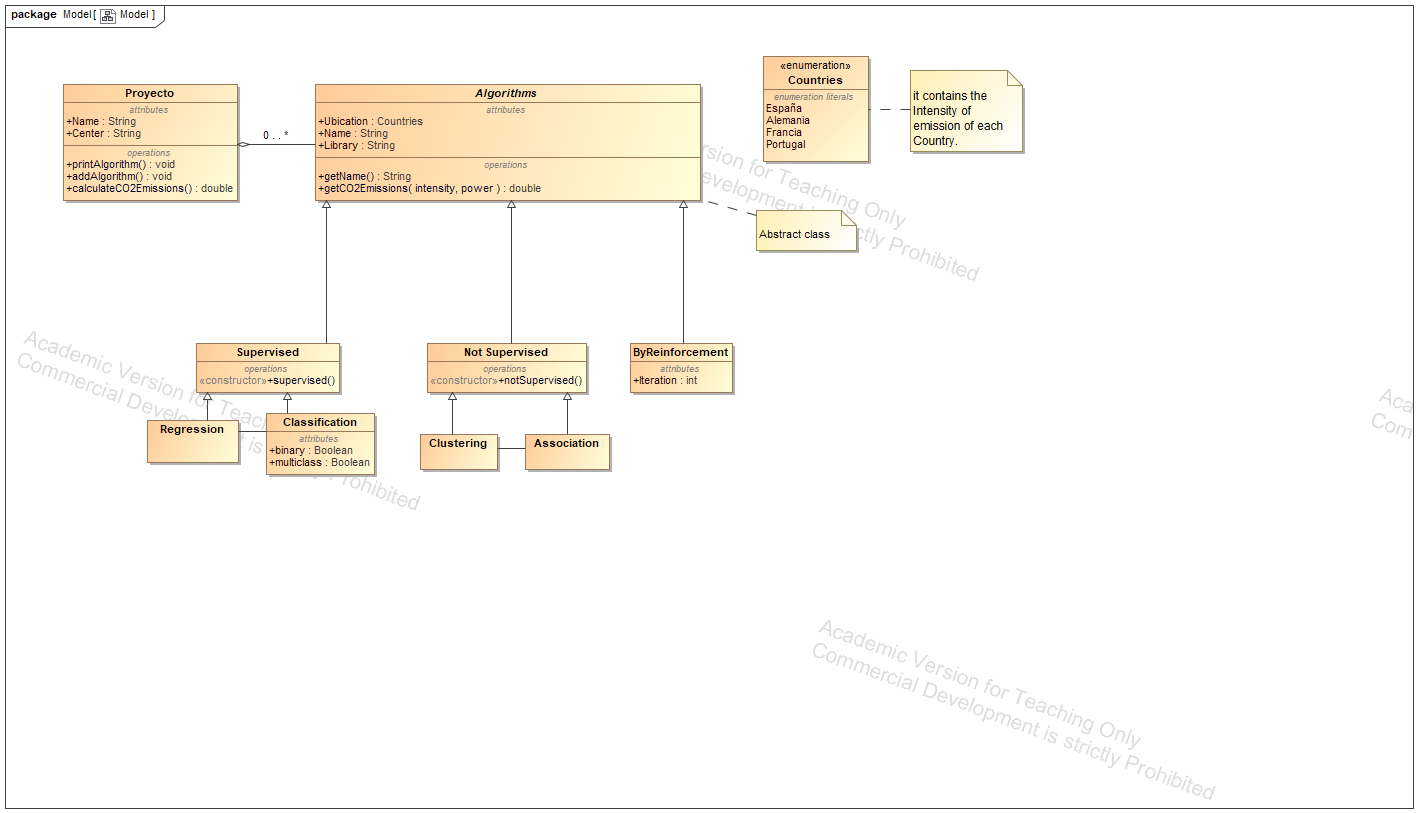 package Model[ Model ]
Proyecto
attributes
+Name : String
+Center : String
operations
+printAlgorithm() : void
+addAlgorithm() : void
+calculateCO2Emissions() : double
0 . . *
Algorithms
attributes
+Ubication : Countries
+Name : String
+Library : String
operations
+getName() : String
+getCO2Emissions( intensity, power ) : double
«enumeration»
Countries
enumeration literals
España
Alemania
Francia
Portugal
it contains the
Intensity of
emission of each
Country.
Abstract class
Supervised
operations
«constructor»+supervised()
Not Supervised
operations
«constructor»+notSupervised()
ByReinforcement
attributes
+Iteration : int
Regression
Classification
attributes
+binary : Boolean
+multiclass : Boolean
Clustering
Association
Version for Teaching Only
Development is strictly Prohibited
Academic Version for Teaching
Commercial Development is strictly Prohibited
Academic Version for Teaching Only
Commercial Development is strictly Prohibited
Aca
Com